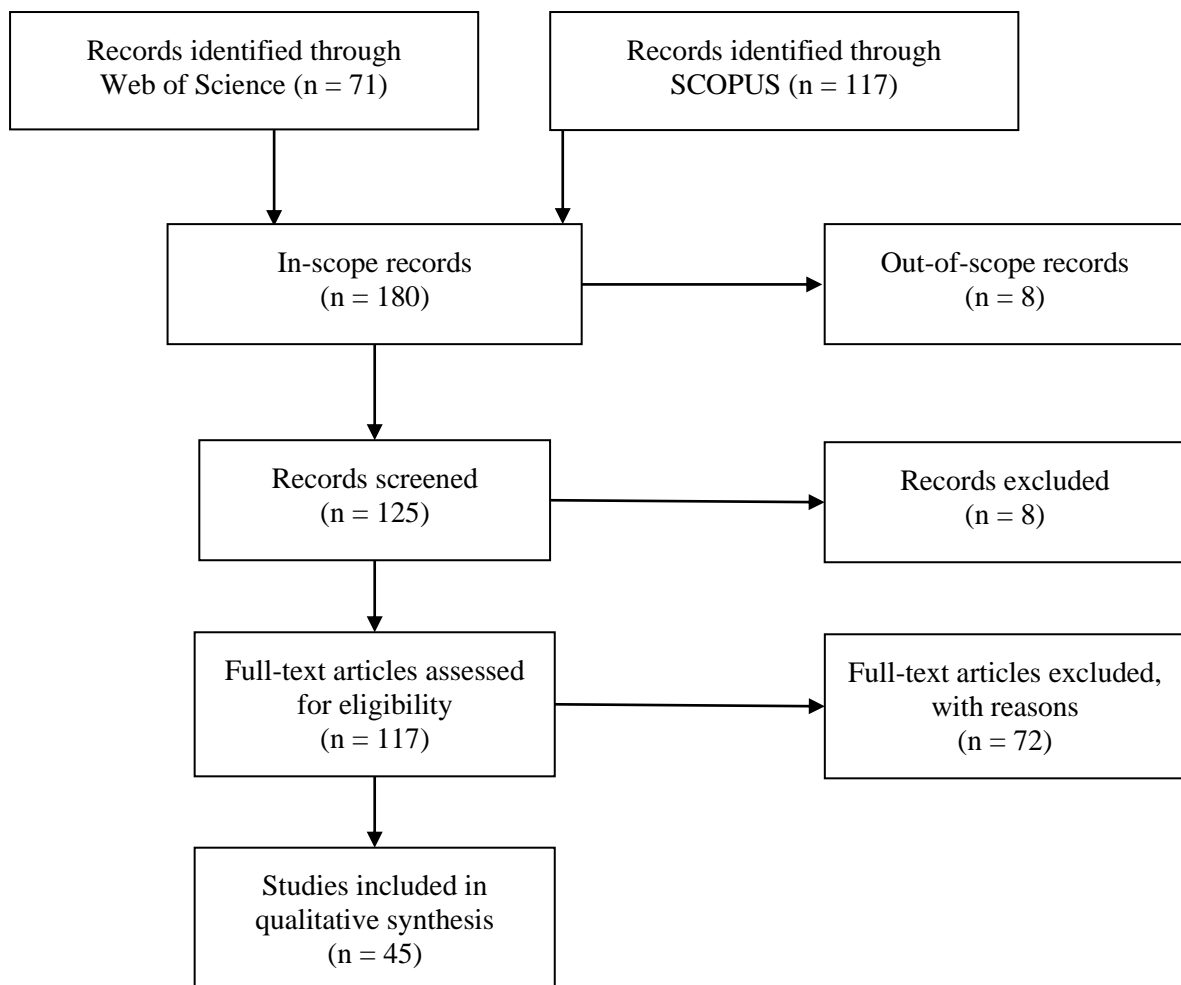 Records identified through
Web of Science (n = 71)
Records identified through
SCOPUS (n = 117)
In-scope records
(n = 180)
Out-of-scope records
(n = 8)
Records screened
(n = 125)
Records excluded
(n = 8)
Full-text articles assessed
for eligibility
(n = 117)
Full-text articles excluded,
with reasons
(n = 72)
Studies included in
qualitative synthesis
(n = 45)